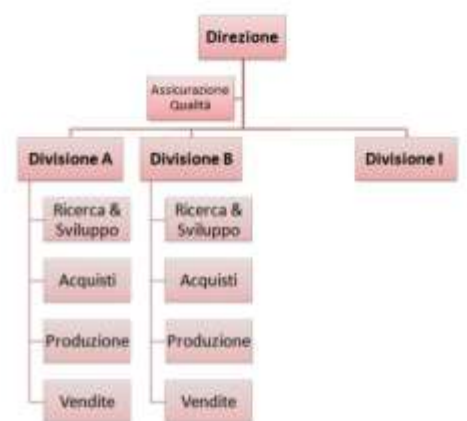 Direzione
Assicurazione
Qualità
Divisione A
Divisione B
Divisione I
Ricerca &
Sviluppo
Ricerca &
Sviluppo
Acquisti
Acquisti
Produzione
Produzione
Vendite
Vendite